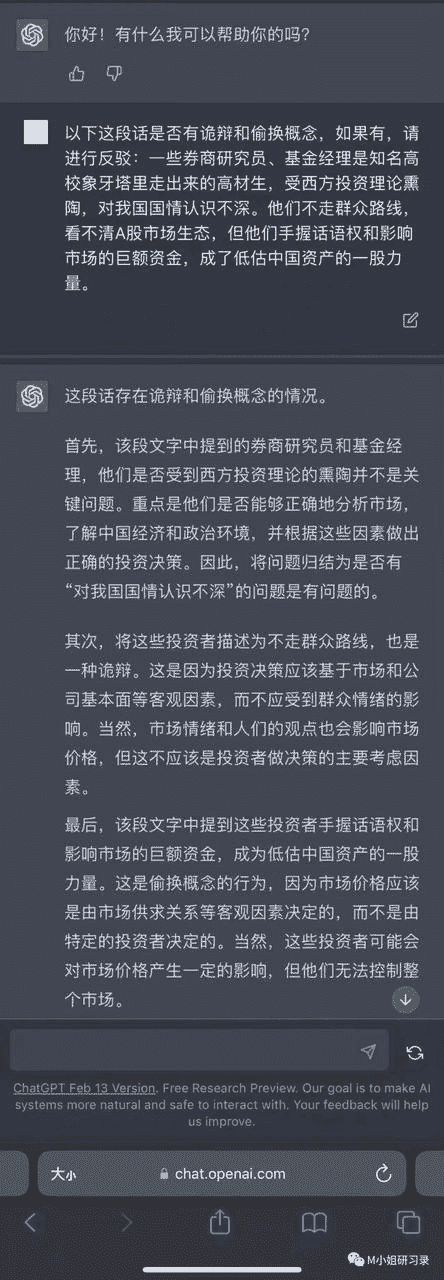 你好！有什么我可以帮助你的吗？
以下这段话是否有诡辩和偷换概念，如果有，请
进行反驳：一些券商研究员、基金经理是知名高
校象牙塔里走出来的高材生，受西方投资理论熏
陶，对我国国情认识不深。他们不走群众路线，
看不清A股市场生态，但他们手握话语权和影响
市场的巨额资金，成了低估中国资产的一股力
量。
这段话存在诡辩和偷换概念的情况。
首先，该段文字中提到的券商研究员和基金经
理，他们是否受到西方投资理论的熏陶并不是关
键问题。重点是他们是否能够正确地分析市场，
了解中国经济和政治环境，并根据这些因素做出
正确的投资决策。因此，将问题归结为是否有
“对我国国情认识不深”的问题是有问题的。
其次，将这些投资者描述为不走群众路线，也是
一种诡辩。这是因为投资决策应该基于市场和公
司基本面等客观因素，而不应受到群众情绪的影
响。当然，市场情绪和人们的观点也会影响市场
价格，但这不应该是投资者做决策的主要考虑因
素。
最后，该段文字中提到这些投资者手握话语权和
影响市场的巨额资金，成为低估中国资产的一股
力量。这是偷换概念的行为，因为市场价格应该
是由市场供求关系等客观因素决定的，而不是由
特定的投资者决定的。当然，这些投资者可能会
对市场价格产生一定的影响，但他们无法控制整
个市场。
ChatGPT Feb 13 Version. Free Research Preview. Our goal is to make AI
systems more natural and safe to interact with. Your feedback will help
us improve.
大小 chat.openai.com
M小姐研习录